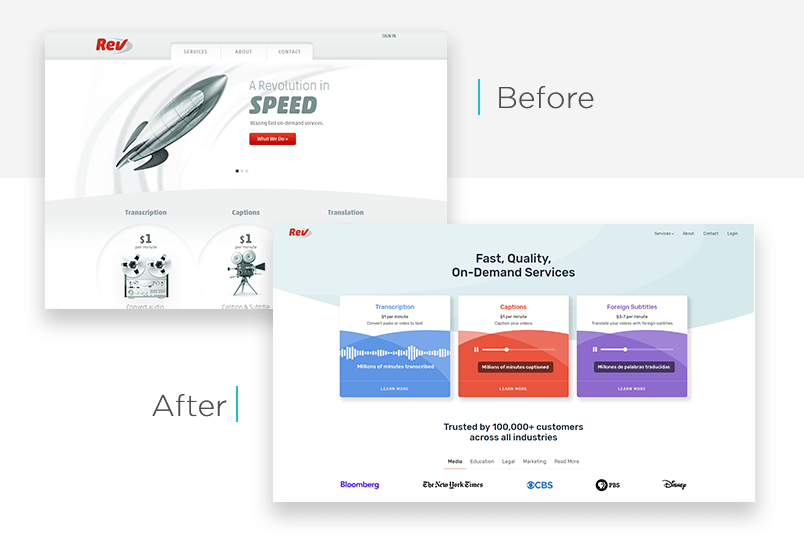 Rev
SIGN IN
SERVICES ABOUT CONTACT
A Revolution in
SPEED
Blazing fast on-demand services.
What We Do »
Before
Transcription Captions Translation
$1
per minute
$1
per minute
Convert audio
Caption & Subtitle
Rev
Services About Contact Login
Fast, Quality,
On-Demand Services
Transcription
$1 per minute
Convert audio or video to text
Millions of minutes transcribed
LEARN MORE
Captions
$1 per minute
Caption your videos
Millions of minutes captioned
LEARN MORE
Foreign Subtitles
$3-7 per minute
Translate your videos with foreign subtitles
Millones de palabras traducidas
LEARN MORE
After
Trusted by 100,000+ customers
across all industries
Media Education Legal Marketing Read More
Bloomberg The New York Times CBS PBS Disney